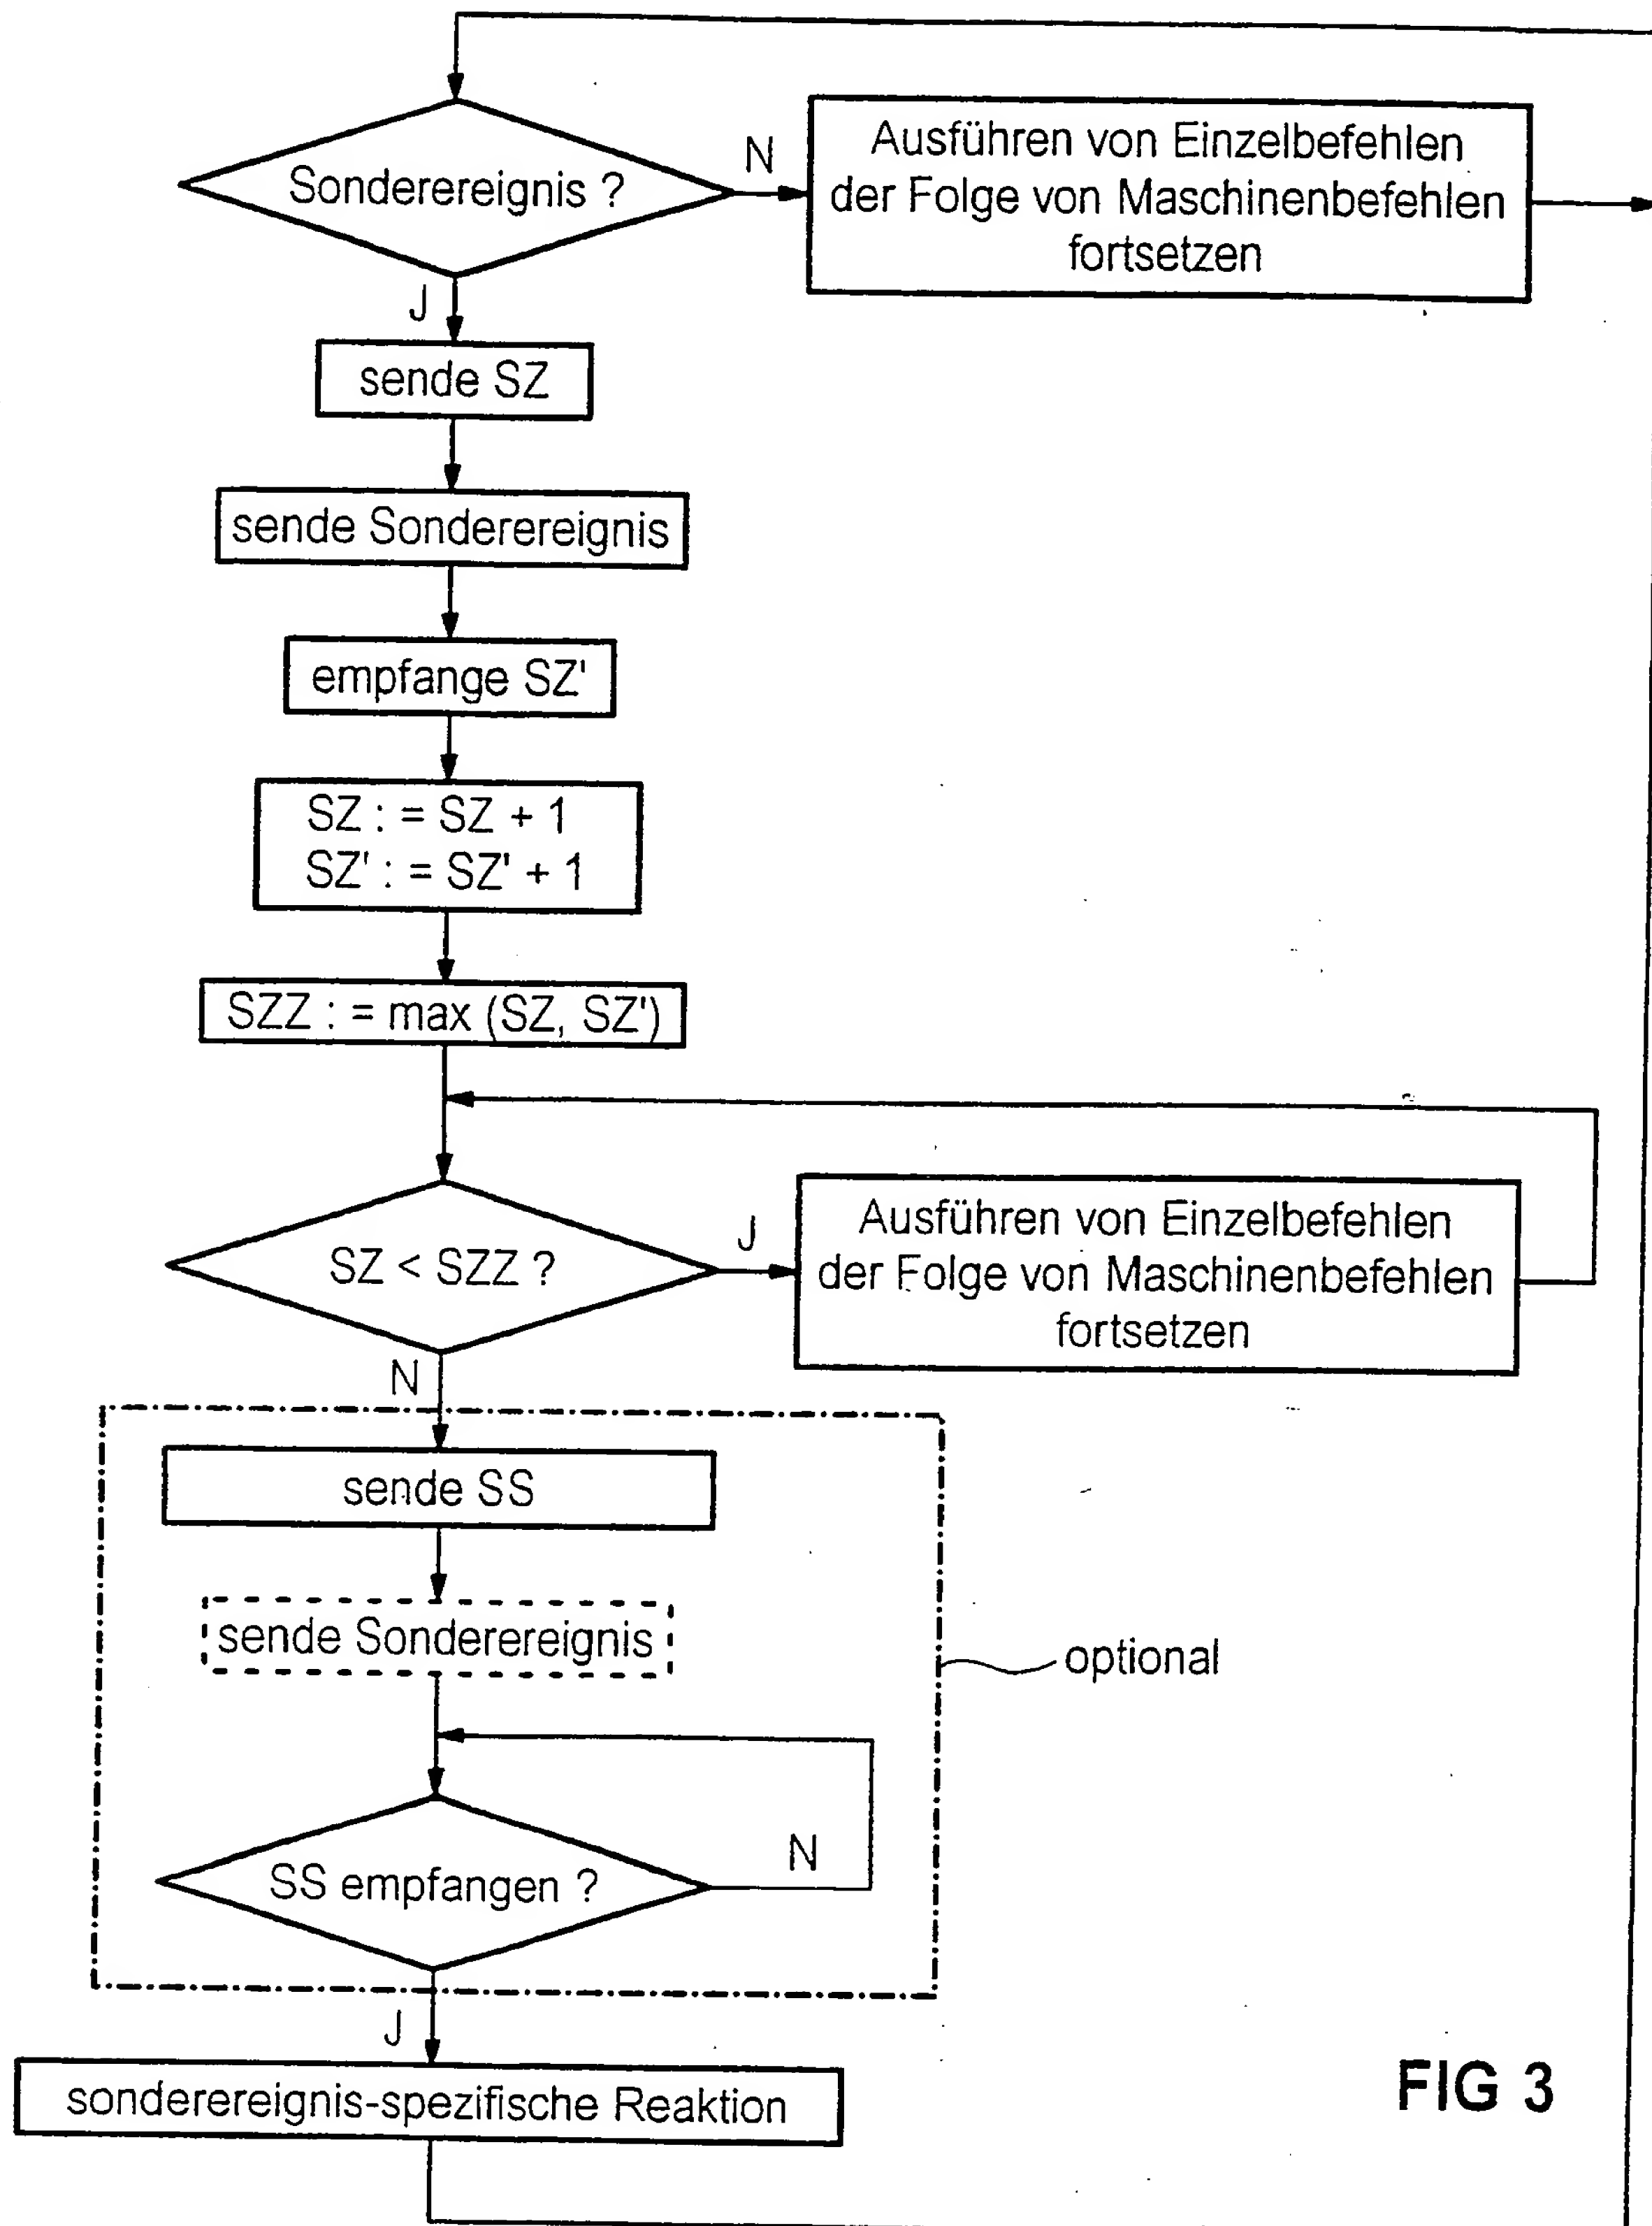 Sonderereignis ?
N
Ausführen von Einzelbefehlen
der Folge von Maschinenbefehlen
fortsetzen
J
sende SZ
sende Sonderereignis
empfange SZ'
SZ : = SZ + 1
SZ' : = SZ' + 1
SZZ : = max (SZ, SZ')
SZ < SZZ ?
J
Ausführen von Einzelbefehlen
der Folge von Maschinenbefehlen
fortsetzen
N
sende SS
sende Sonderereignis
optional
SS empfangen ?
N
J
sonderereignis-spezifische Reaktion
FIG 3